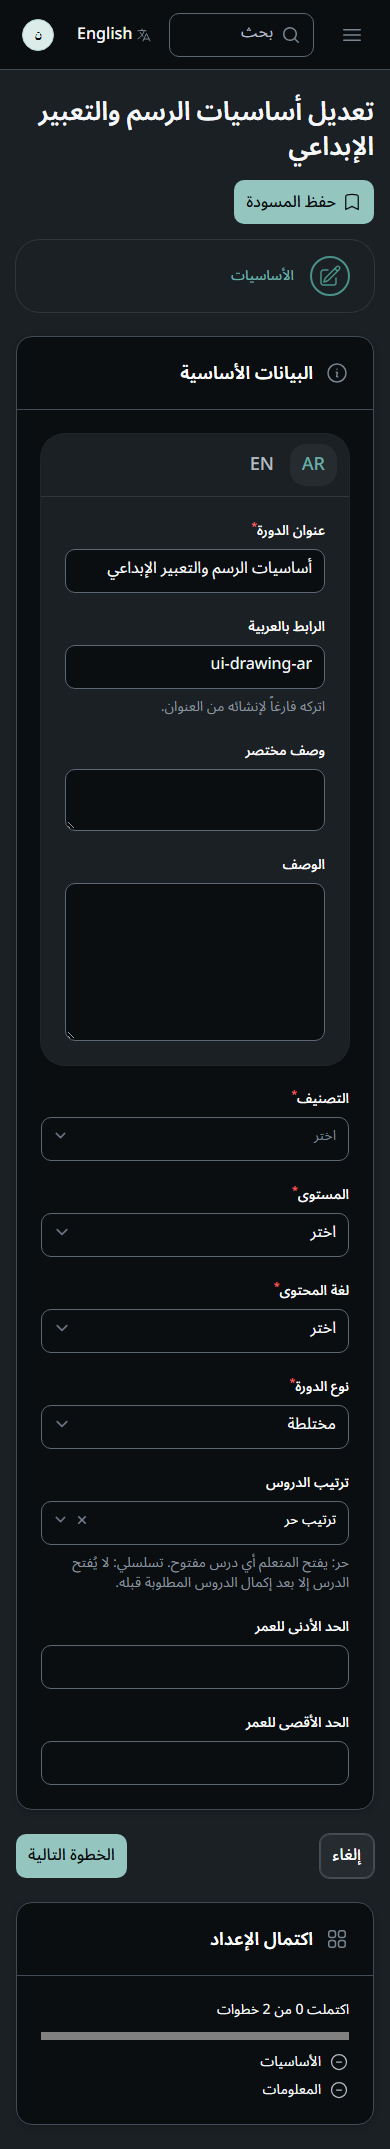 بحث
English
ن
تعديل أساسيات الرسم والتعبير
الإبداعي
حفظ المسودة
الأساسيات
البيانات الأساسية
AR
EN
عنوان الدورة*
أساسيات الرسم والتعبير الإبداعي
الرابط بالعربية
ui-drawing-ar
اتركه فارغاً لإنشائه من العنوان.
وصف مختصر
الوصف
التصنيف*
اختر
المستوى*
اختر
لغة المحتوى*
اختر
نوع الدورة*
مختلطة
ترتيب الدروس
ترتيب حر
حر: يفتح المتعلم أي درس مفتوح. تسلسلي: لا يُفتح
الدرس إلا بعد إكمال الدروس المطلوبة قبله.
الحد الأدنى للعمر
الحد الأقصى للعمر
إلغاء
الخطوة التالية
اكتمال الإعداد
اكتملت 0 من 2 خطوات
الأساسيات
المعلومات